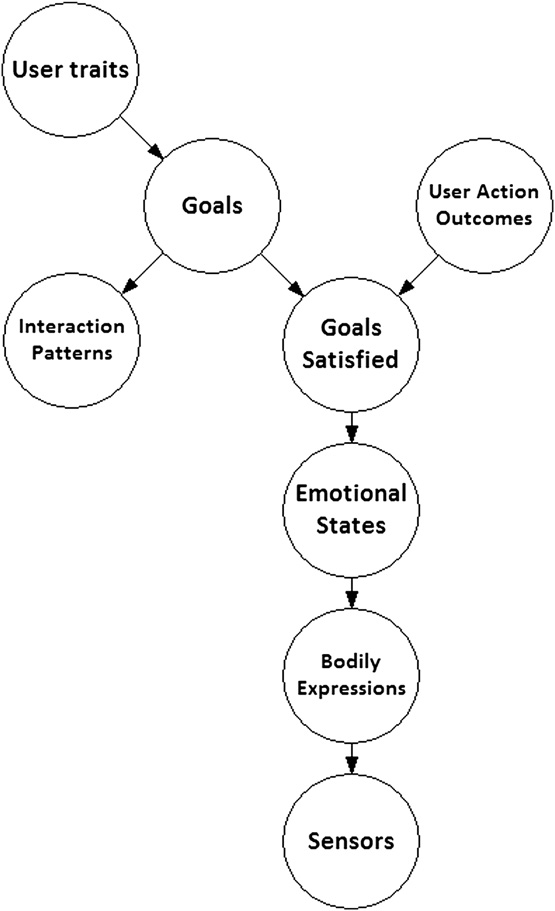 User traits
Goals
User Action
Outcomes
Interaction
Patterns
Goals
Satisfied
Emotional
States
Bodily
Expressions
Sensors